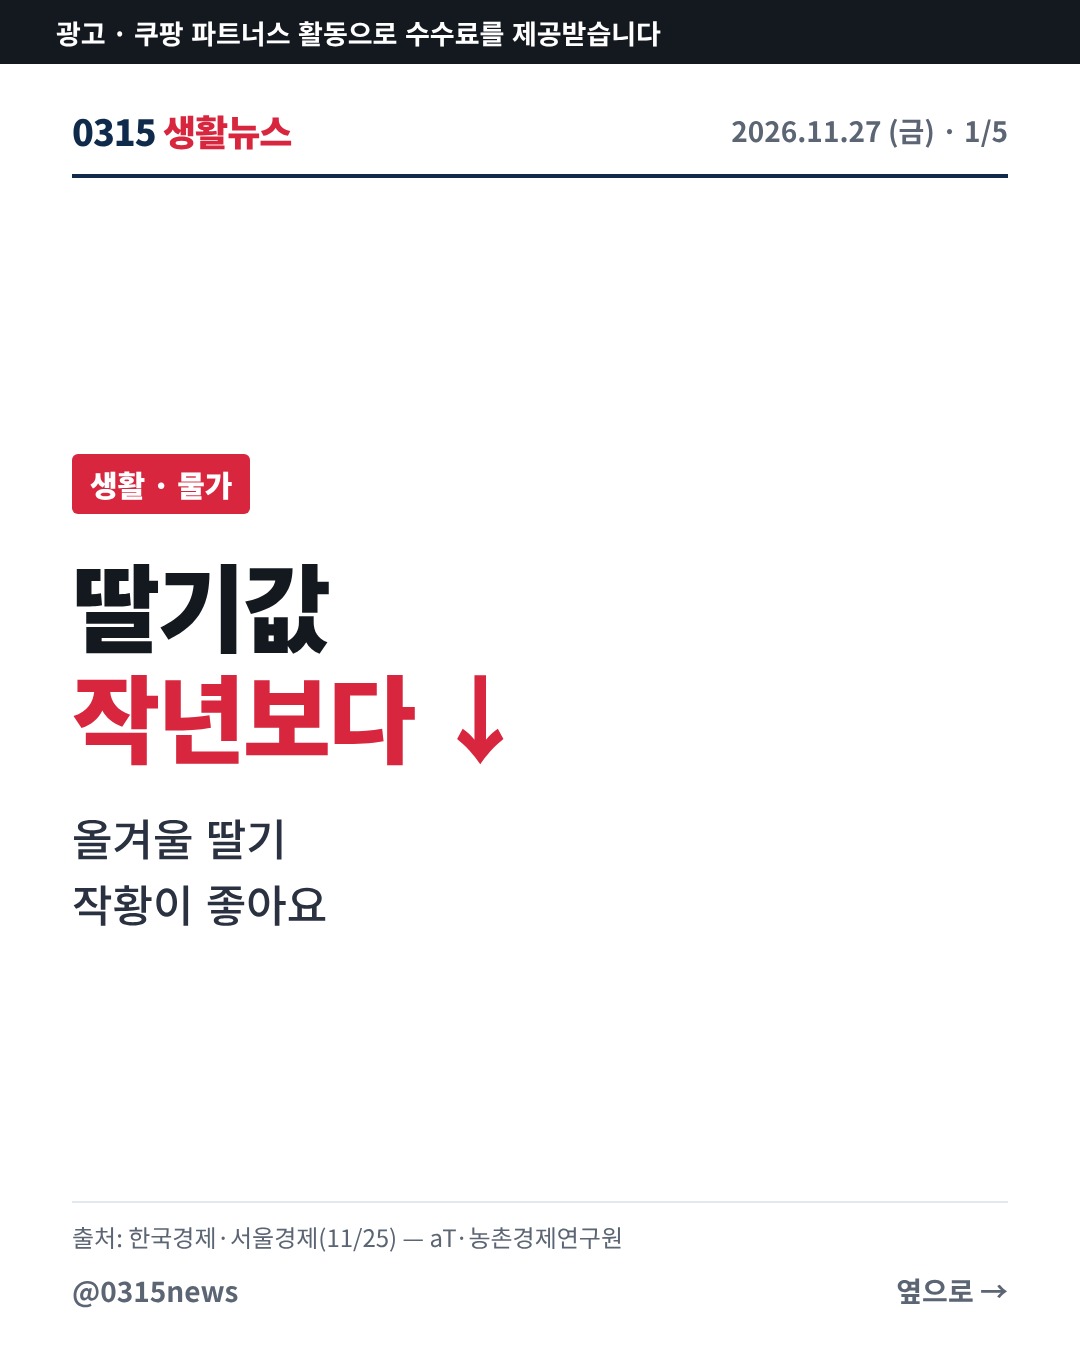 광고 · 쿠팡 파트너스 활동으로 수수료를 제공받습니다
0315 생활뉴스
2026.11.27 (금) · 1/5
생활 · 물가
딸기값
작년보다 ↓
올겨울 딸기
작황이 좋아요
출처: 한국경제·서울경제(11/25) — aT·농촌경제연구원
@0315news
옆으로 →